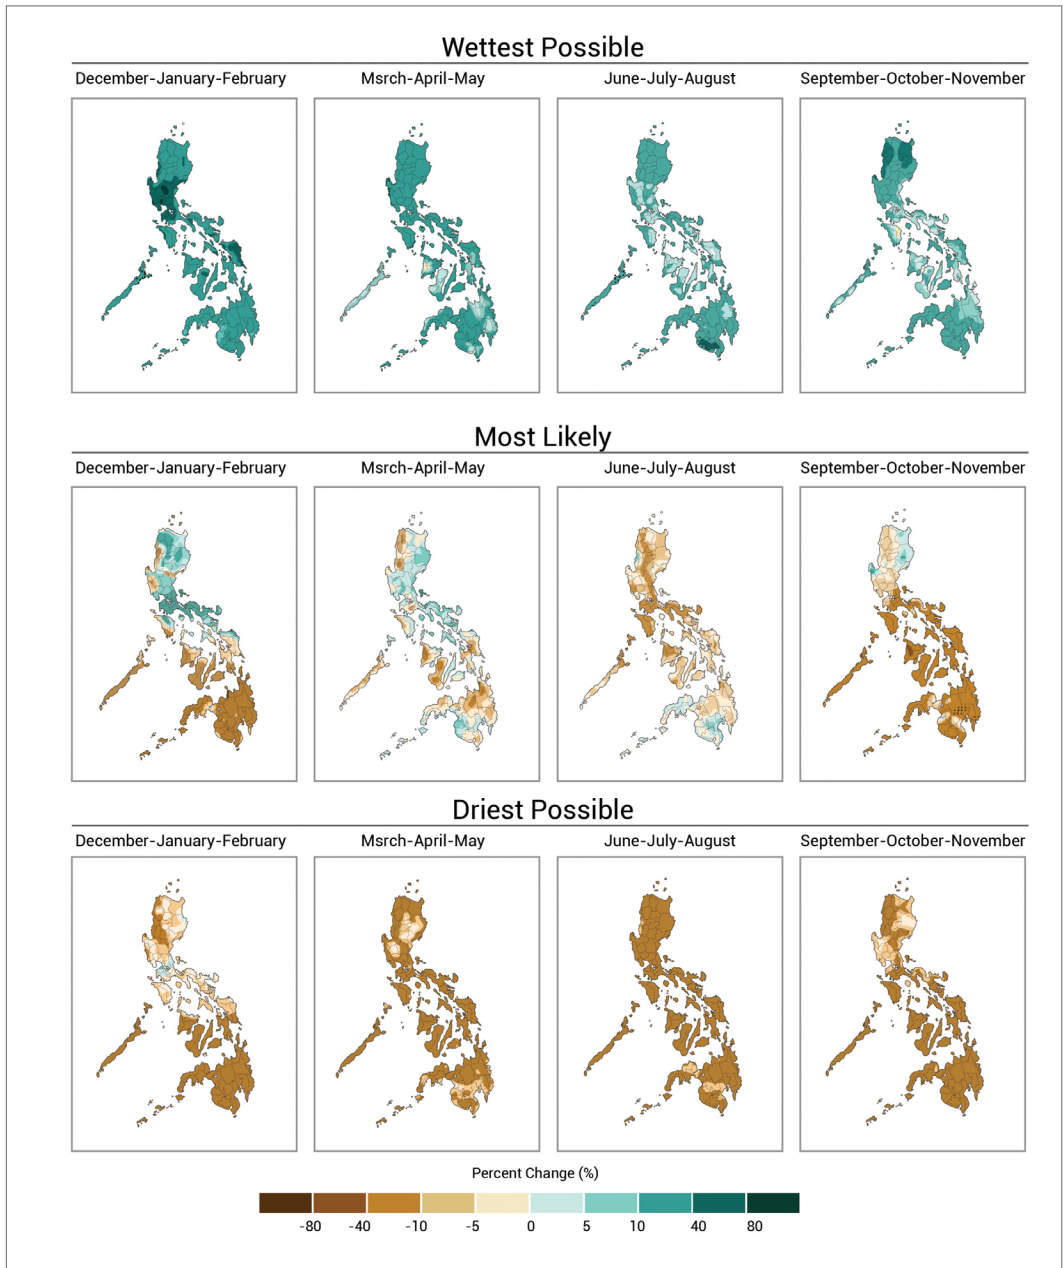 Wettest Possible
December-January-February
Msrch-April-May
June-July-August
September-October-November
Most Likely
December-January-February
Msrch-April-May
June-July-August
September-October-November
Driest Possible
December-January-February
Msrch-April-May
June-July-August
September-October-November
Percent Change (%)
-80 -40 -10 -5 0 5 10 40 80